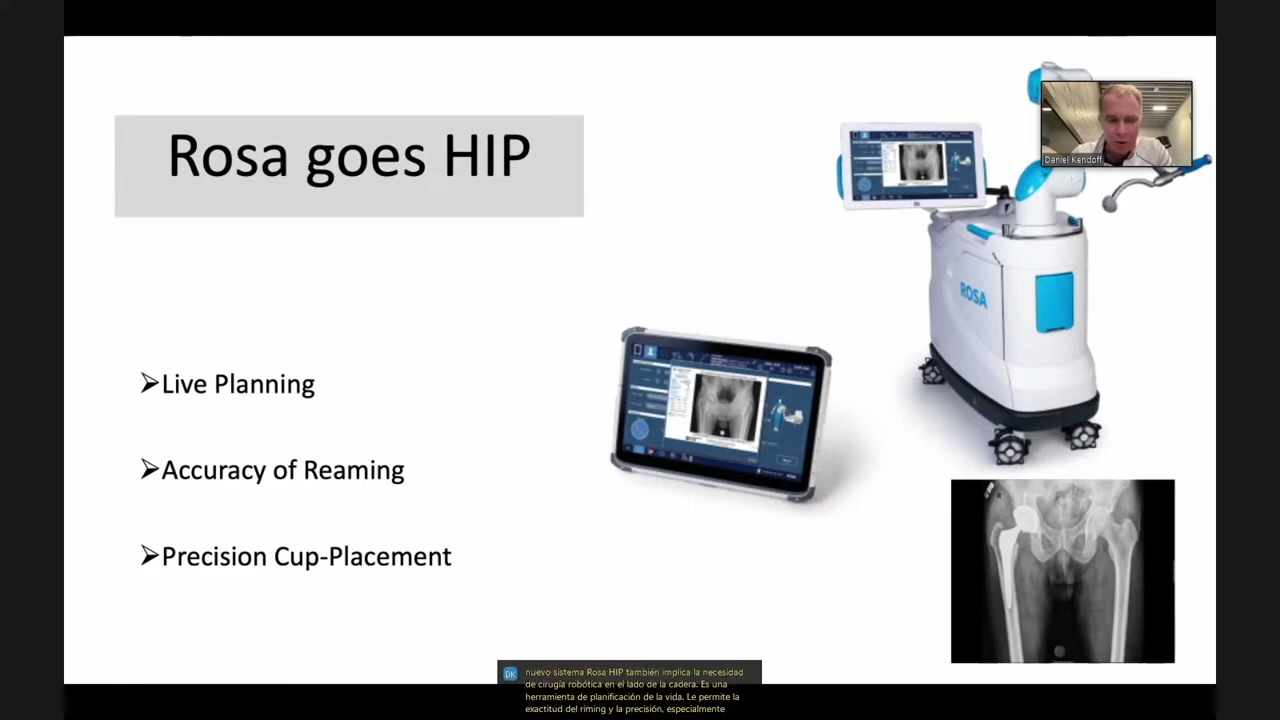 Rosa goes HIP
Daniel Kendoff
ROSA
➢Live Planning
➢Accuracy of Reaming
➢Precision Cup-Placement
R
DK
nuevo sistema Rosa HIP también implica la necesidad
de cirugía robótica en el lado de la cadera. Es una
herramienta de planificación de la vida. Le permite la
exactitud del riming y la precisión, especialmente